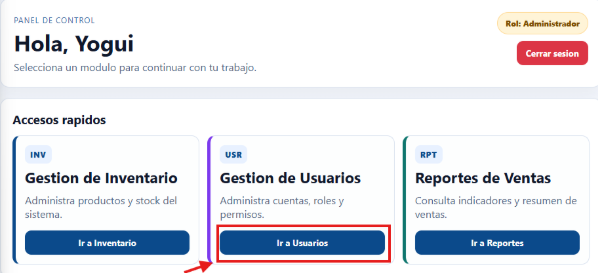 PANEL DE CONTROL
Rol: Administrador
Hola, Yogui
Cerrar sesion
Selecciona un modulo para continuar con tu trabajo.
Accesos rapidos
INV
Gestion de Inventario
Administra productos y stock del
sistema.
Ir a Inventario
USR
Gestion de Usuarios
Administra cuentas, roles y
permisos.
Ir a Usuarios
RPT
Reportes de Ventas
Consulta indicadores y resumen de
ventas.
Ir a Reportes